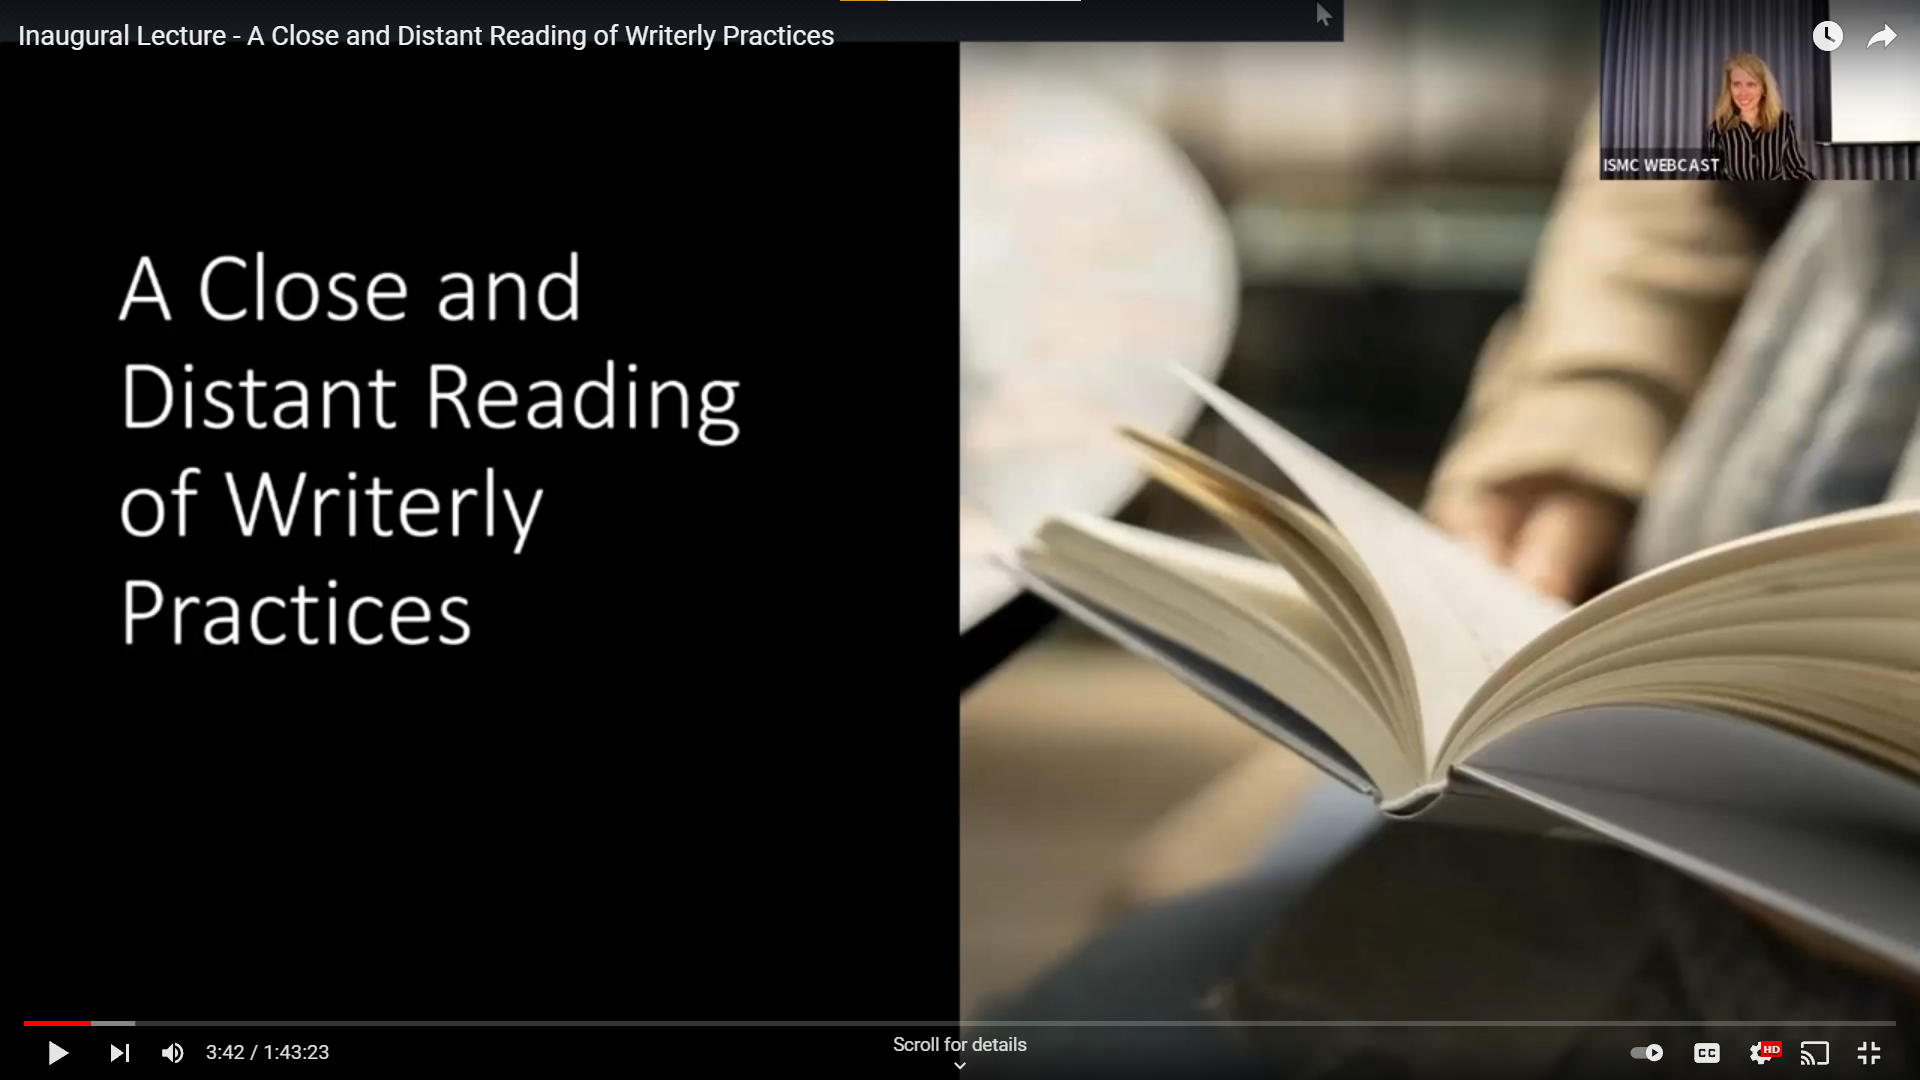 Inaugural Lecture - A Close and Distant Reading of Writerly Practices
ISMC WEBCAST
A Close and
Distant Reading
of Writerly
Practices
Scroll for details
3:42 / 1:43:23
CC
HD